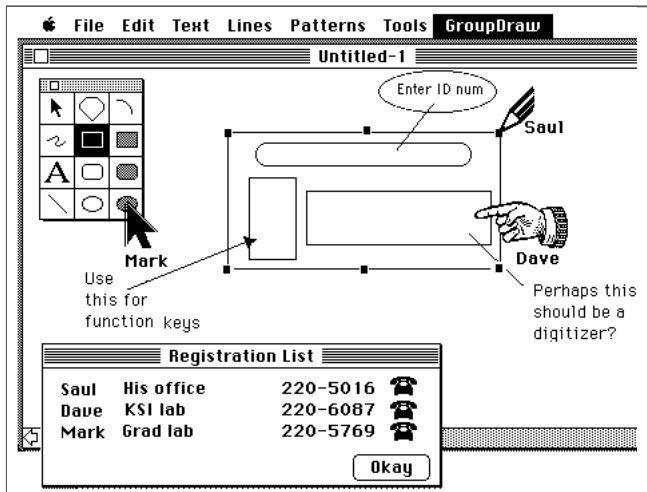 File Edit Text Lines Patterns Tools GroupDraw
Untitled-1
Enter ID num
Saul
A
Mark
Dave
Use
this for
function keys
Perhaps this
should be a
digitizer?
Registration List
Saul His office 220-5016
Dave KSI lab 220-6087
Mark Grad lab 220-5769
Okay